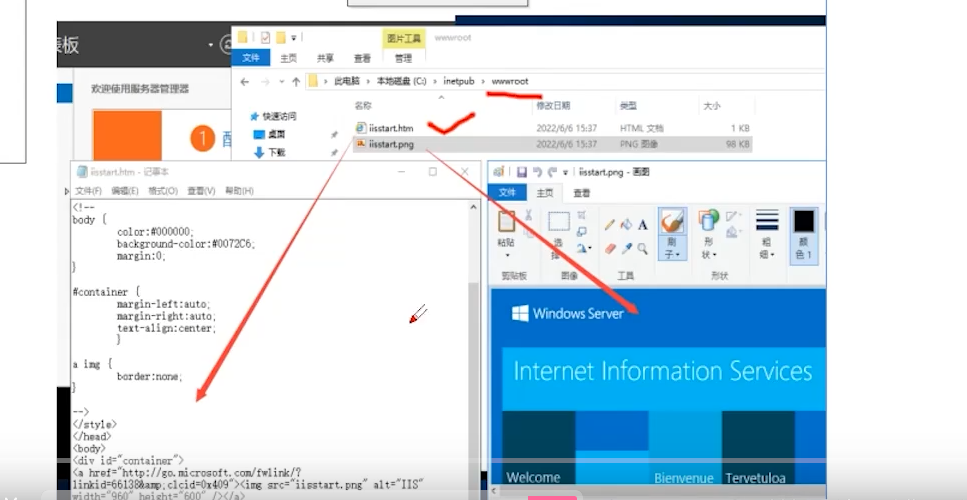 表板
欢迎使用服务器管理器
1 配
图片工具 wwwroot
文件 主页 共享 查看 管理
此电脑 › 本地磁盘 (C:) › inetpub › wwwroot
名称 修改日期 类型 大小
快速访问
桌面
下载
iisstart.htm 2022/6/6 15:37 HTML 文档 1 KB
iisstart.png 2022/6/6 15:37 PNG 图像 98 KB
iisstart.htm - 记事本
文件(F) 编辑(E) 格式(O) 查看(V) 帮助(H)
<!--
body {
color:#000000;
background-color:#0072C6;
margin:0;
}
#container {
margin-left:auto;
margin-right:auto;
text-align:center;
}
a img {
border:none;
}
-->
</style>
</head>
<body>
<div id="container">
<a href="http://go.microsoft.com/fwlink/?
linkid=66138&amp;clcid=0x409"><img src="iisstart.png" alt="IIS"
width="960" height="600" /></a>
iisstart.png - 画图
文件 主页 查看
粘贴
选择
刷子
形状
粗细
颜色 1
剪贴板 图像 工具 形状
Windows Server
Internet Information Services
Welcome Bienvenue Tervetuloa